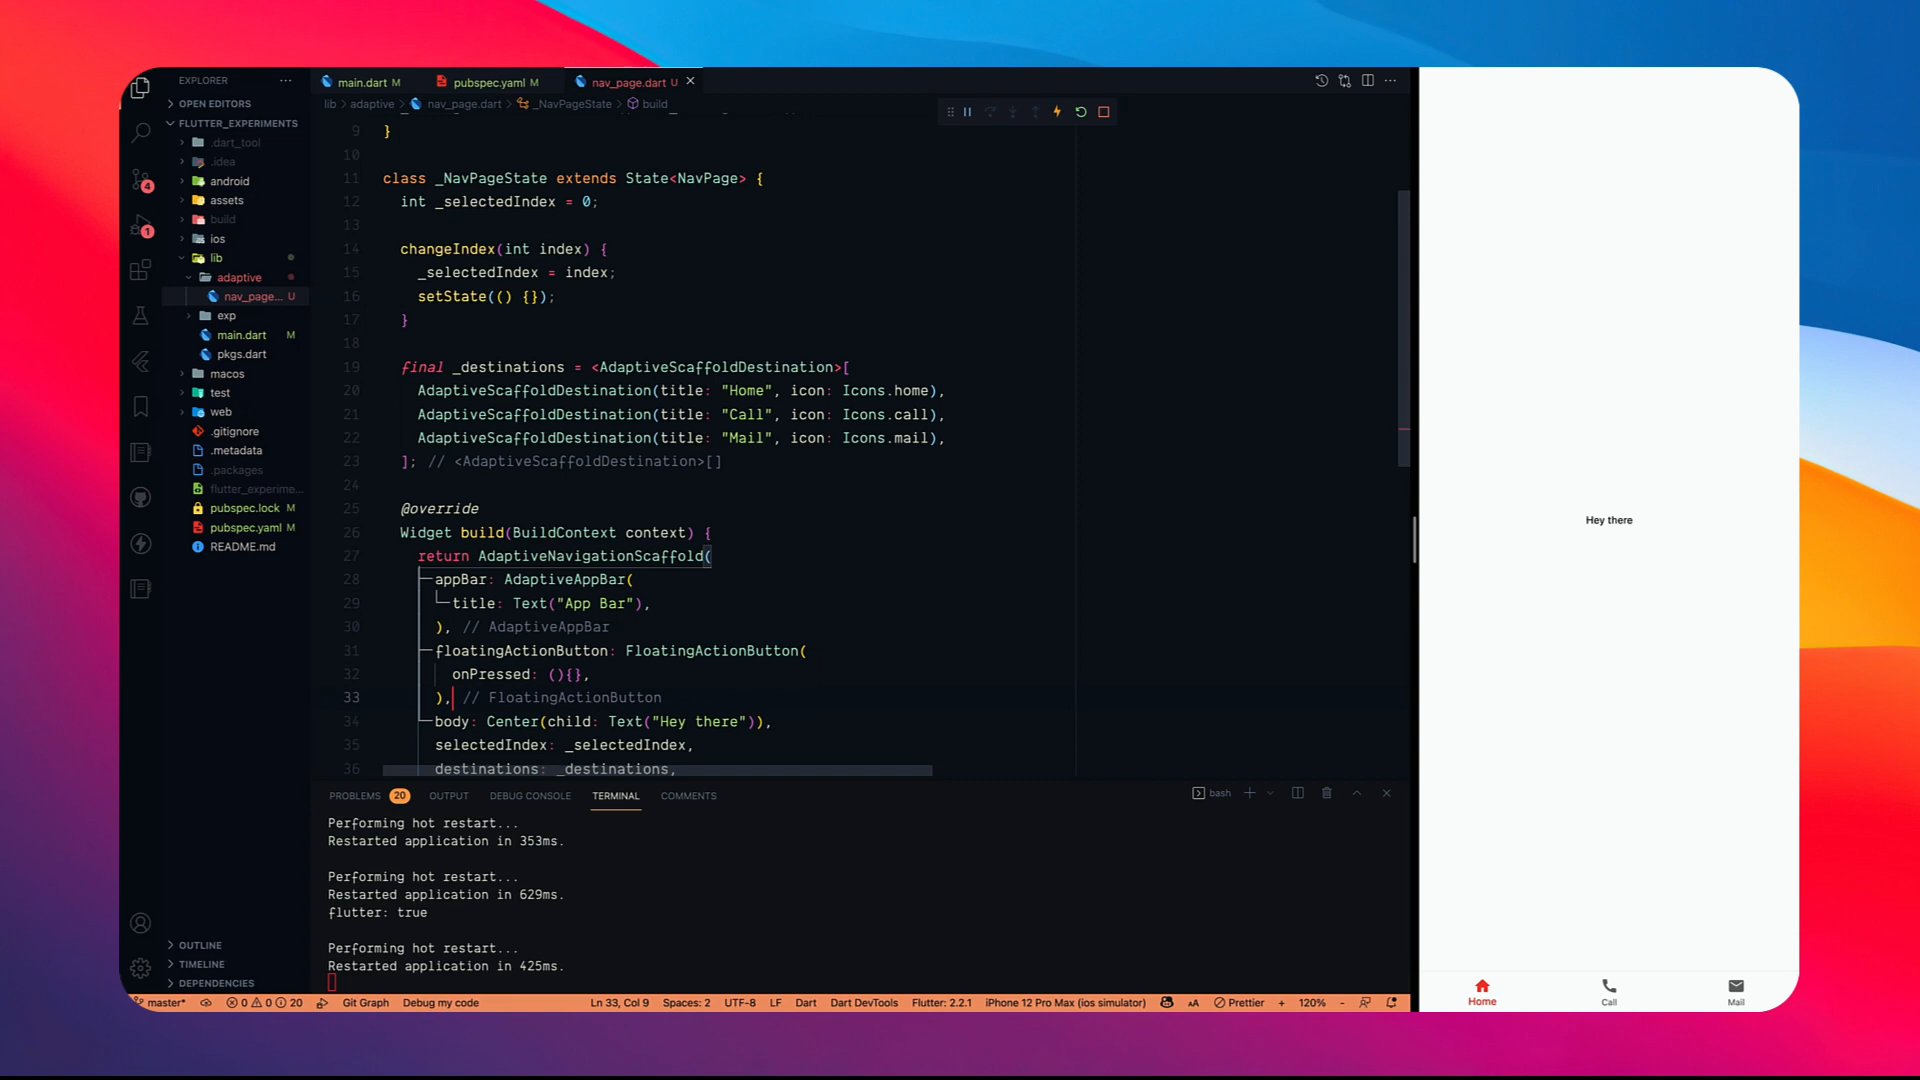 EXPLORER
OPEN EDITORS
FLUTTER_EXPERIMENTS
.dart_tool
.idea
android
assets
build
ios
lib
adaptive
nav_page... U
exp
main.dart M
pkgs.dart
macos
test
web
.gitignore
.metadata
.packages
flutter_experime...
pubspec.lock M
pubspec.yaml M
README.md
OUTLINE
TIMELINE
DEPENDENCIES
4
1
main.dart M
pubspec.yaml M
nav_page.dart U
lib > adaptive > nav_page.dart > _NavPageState > build
9 }
10
11 class _NavPageState extends State<NavPage> {
12 int _selectedIndex = 0;
13
14 changeIndex(int index) {
15 _selectedIndex = index;
16 setState(() {});
17 }
18
19 final _destinations = <AdaptiveScaffoldDestination>[
20 AdaptiveScaffoldDestination(title: "Home", icon: Icons.home),
21 AdaptiveScaffoldDestination(title: "Call", icon: Icons.call),
22 AdaptiveScaffoldDestination(title: "Mail", icon: Icons.mail),
23 ]; // <AdaptiveScaffoldDestination>[]
24
25 @override
26 Widget build(BuildContext context) {
27 return AdaptiveNavigationScaffold(
28 appBar: AdaptiveAppBar(
29 title: Text("App Bar"),
30 ), // AdaptiveAppBar
31 floatingActionButton: FloatingActionButton(
32 onPressed: (){},
33 ), // FloatingActionButton
34 body: Center(child: Text("Hey there")),
35 selectedIndex: _selectedIndex,
36 destinations: _destinations,
PROBLEMS 20 OUTPUT DEBUG CONSOLE TERMINAL COMMENTS
bash
Performing hot restart...
Restarted application in 353ms.
Performing hot restart...
Restarted application in 629ms.
flutter: true
Performing hot restart...
Restarted application in 425ms.
master* 0 0 20 Git Graph Debug my code Ln 33, Col 9 Spaces: 2 UTF-8 LF Dart Dart DevTools Flutter: 2.2.1 iPhone 12 Pro Max (ios simulator) AA Prettier + 120% -
Hey there
Home
Call
Mail